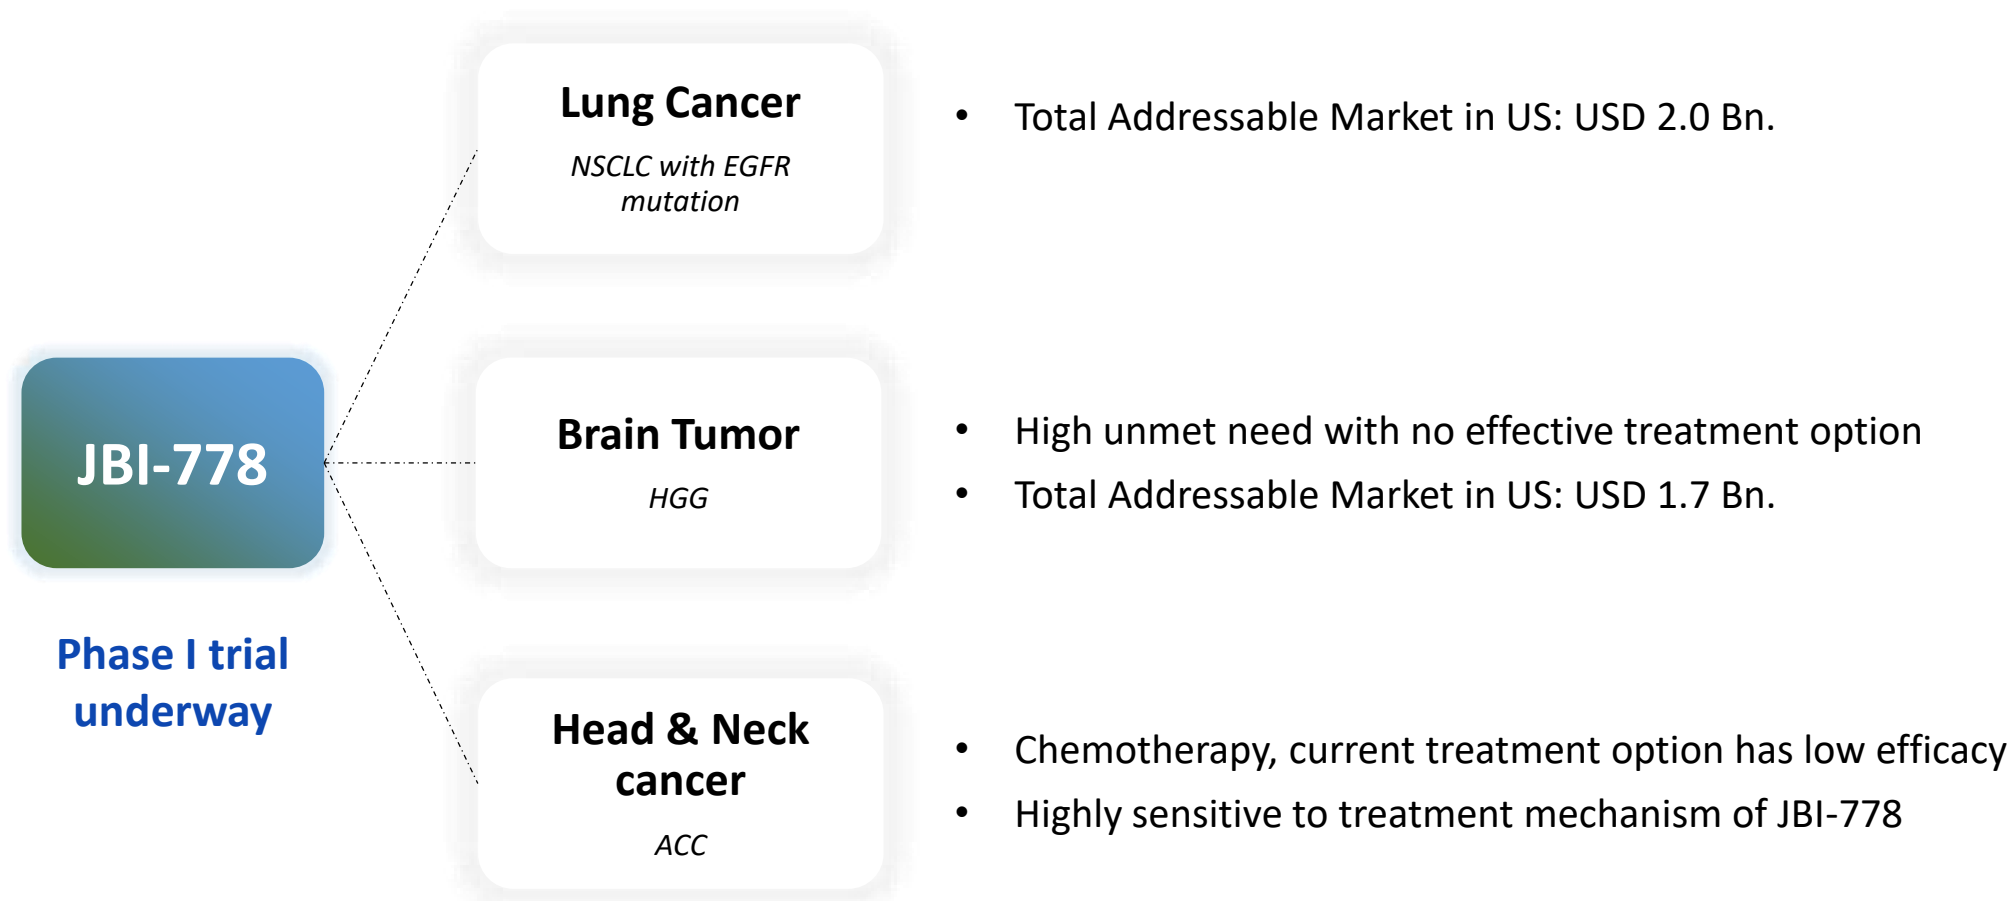 Lung Cancer
NSCLC with EGFR
mutation
• Total Addressable Market in US: USD 2.0 Bn.
JBI-778
Phase I trial
underway
Brain Tumor
HGG
• High unmet need with no effective treatment option
• Total Addressable Market in US: USD 1.7 Bn.
Head & Neck
cancer
ACC
• Chemotherapy, current treatment option has low efficacy
• Highly sensitive to treatment mechanism of JBI-778